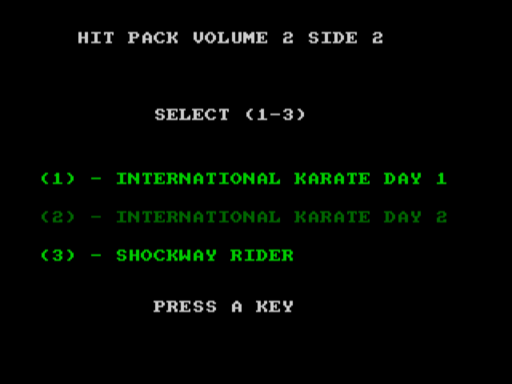 HIT PACK VOLUME 2 SIDE 2
SELECT (1-3)
(1) - INTERNATIONAL KARATE DAY 1
(2) - INTERNATIONAL KARATE DAY 2
(3) - SHOCKWAY RIDER
PRESS A KEY